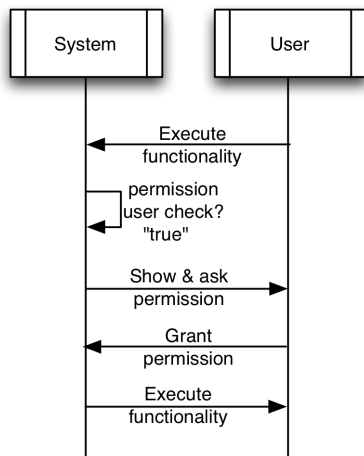 System
User
Execute
functionality
permission
user check?
"true"
Show & ask
permission
Grant
permission
Execute
functionality